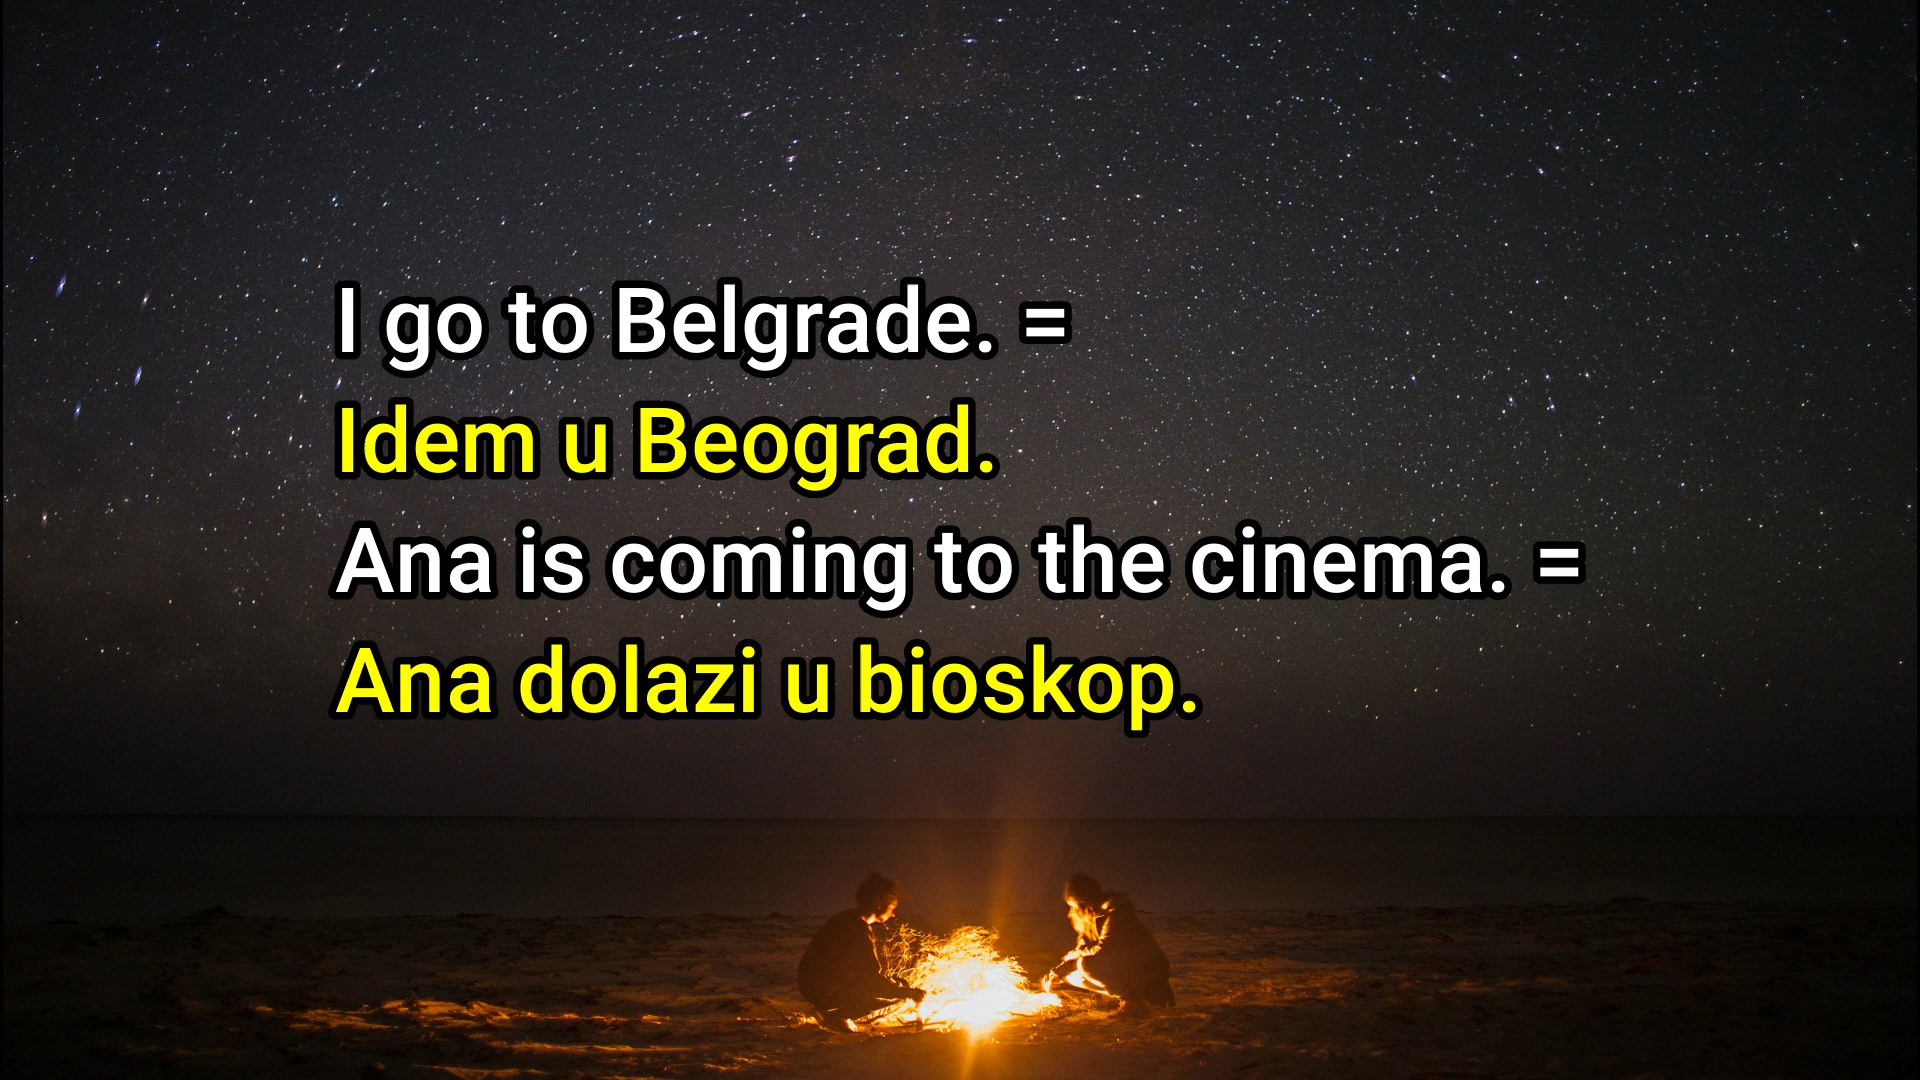 I go to Belgrade. =
Idem u Beograd.
Ana is coming to the cinema. =
Ana dolazi u bioskop.